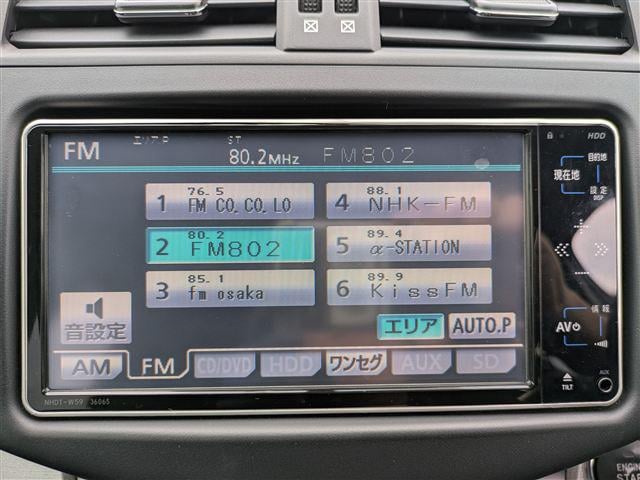 FM
エリアP
ST
80.2MHz FM802
HDD
目的地
現在地
設定
DISP
1 76.5 FM CO.CO.LO
4 88.1 NHK-FM
2 80.2 FM802
5 89.4 α-STATION
3 85.1 fm osaka
6 89.9 KissFM
音設定
エリア AUTO.P
情報
AV
AM FM CD/DVD HDD ワンセグ AUX SD
TILT
AUX
NHDT-W59 36065
ENGINE